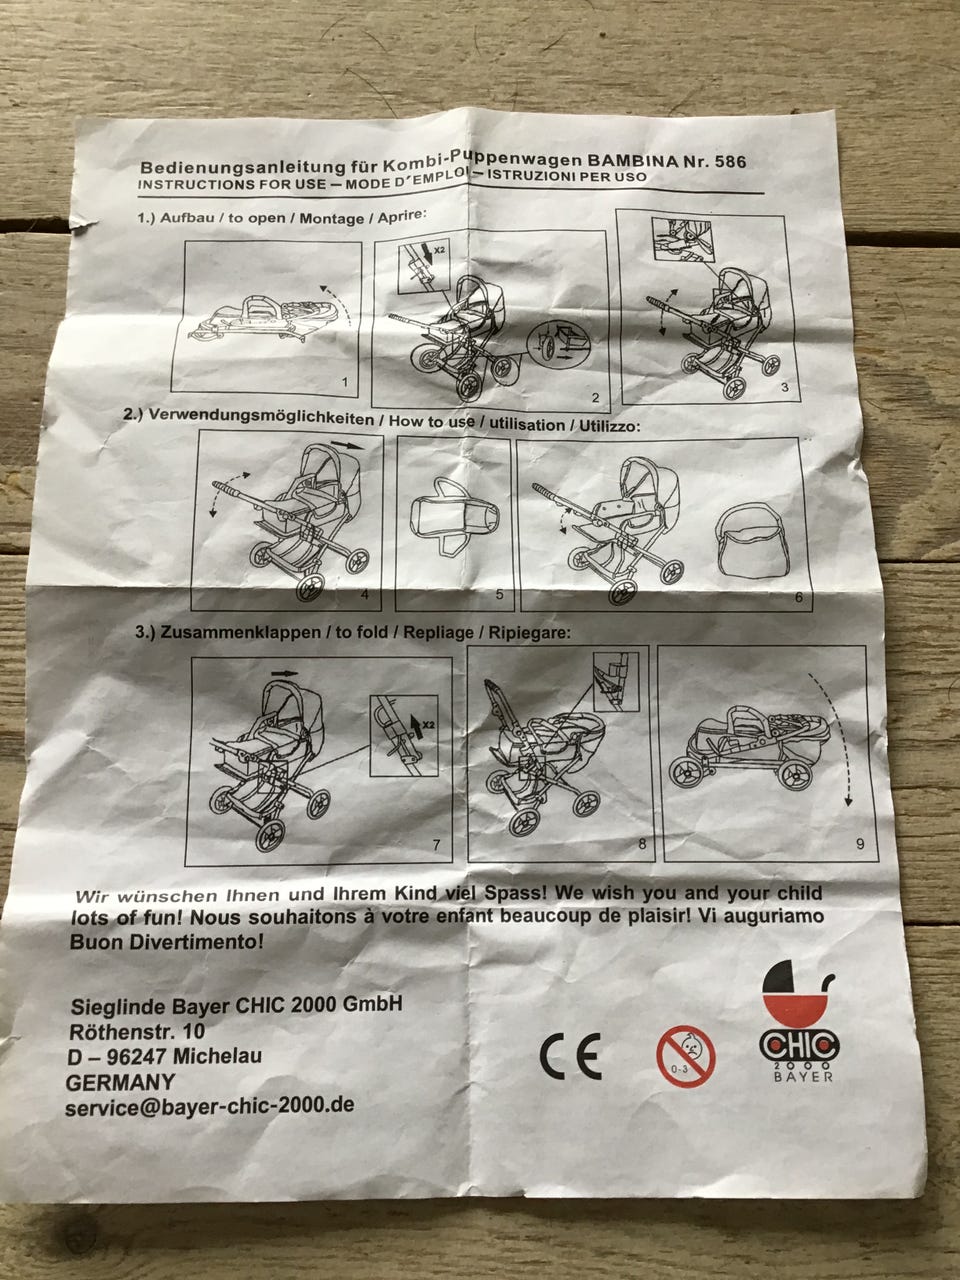 Bedienungsanleitung für Kombi-Puppenwagen BAMBINA Nr. 586
INSTRUCTIONS FOR USE – MODE D´EMPLOI – ISTRUZIONI PER USO
1.) Aufbau / to open / Montage / Aprire:
1
X2
2
3
2.) Verwendungsmöglichkeiten / How to use / utilisation / Utilizzo:
4
5
6
3.) Zusammenklappen / to fold / Repliage / Ripiegare:
X2
7
8
9
Wir wünschen Ihnen und Ihrem Kind viel Spass! We wish you and your child
lots of fun! Nous souhaitons à votre enfant beaucoup de plaisir! Vi auguriamo
Buon Divertimento!
Sieglinde Bayer CHIC 2000 GmbH
Röthenstr. 10
D – 96247 Michelau
GERMANY
service@bayer-chic-2000.de
CE
0-3
CHIC
2000
BAYER